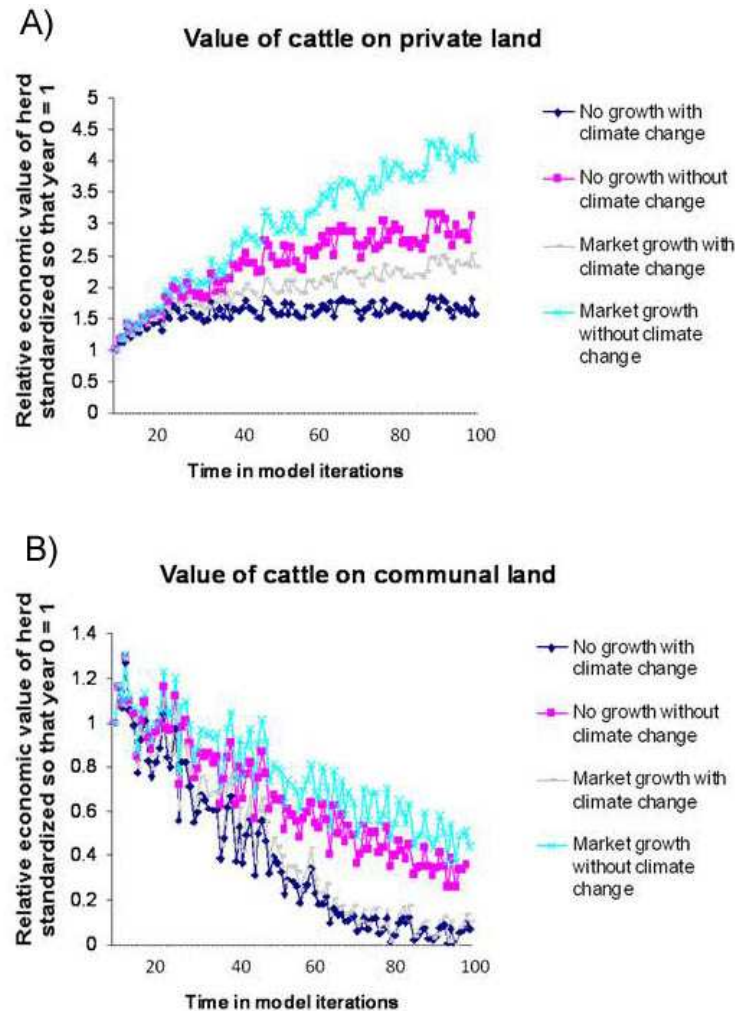 A)
Value of cattle on private land
Relative economic value of herd
standardized so that year 0 = 1
5
4.5
4
3.5
3
2.5
2
1.5
1
0.5
0
20
40
60
80
100
Time in model iterations
No growth with
climate change
No growth without
climate change
Market growth with
climate change
Market growth
without climate
change
B)
Value of cattle on communal land
Relative economic value of herd
standardized so that year 0 = 1
1.4
1.2
1
0.8
0.6
0.4
0.2
0
20
40
60
80
100
Time in model iterations
No growth with
climate change
No growth without
climate change
Market growth with
climate change
Market growth
without climate
change